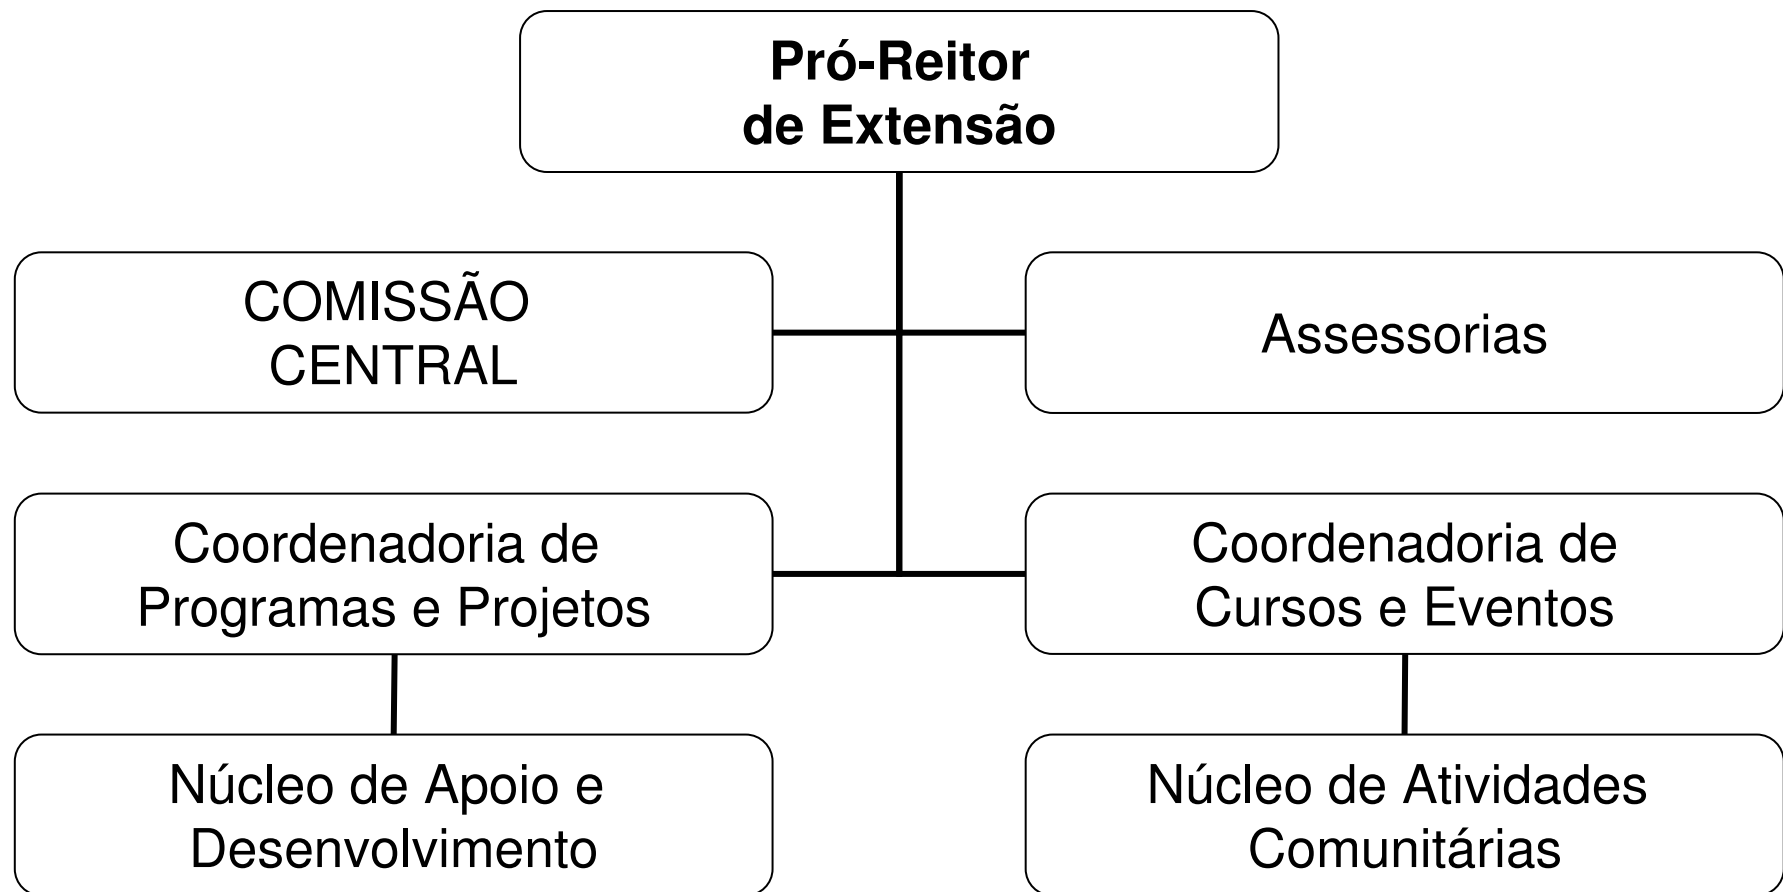 Pró-Reitor
de Extensão
COMISSÃO
CENTRAL
Assessorias
Coordenadoria de
Programas e Projetos
Coordenadoria de
Cursos e Eventos
Núcleo de Apoio e
Desenvolvimento
Núcleo de Atividades
Comunitárias